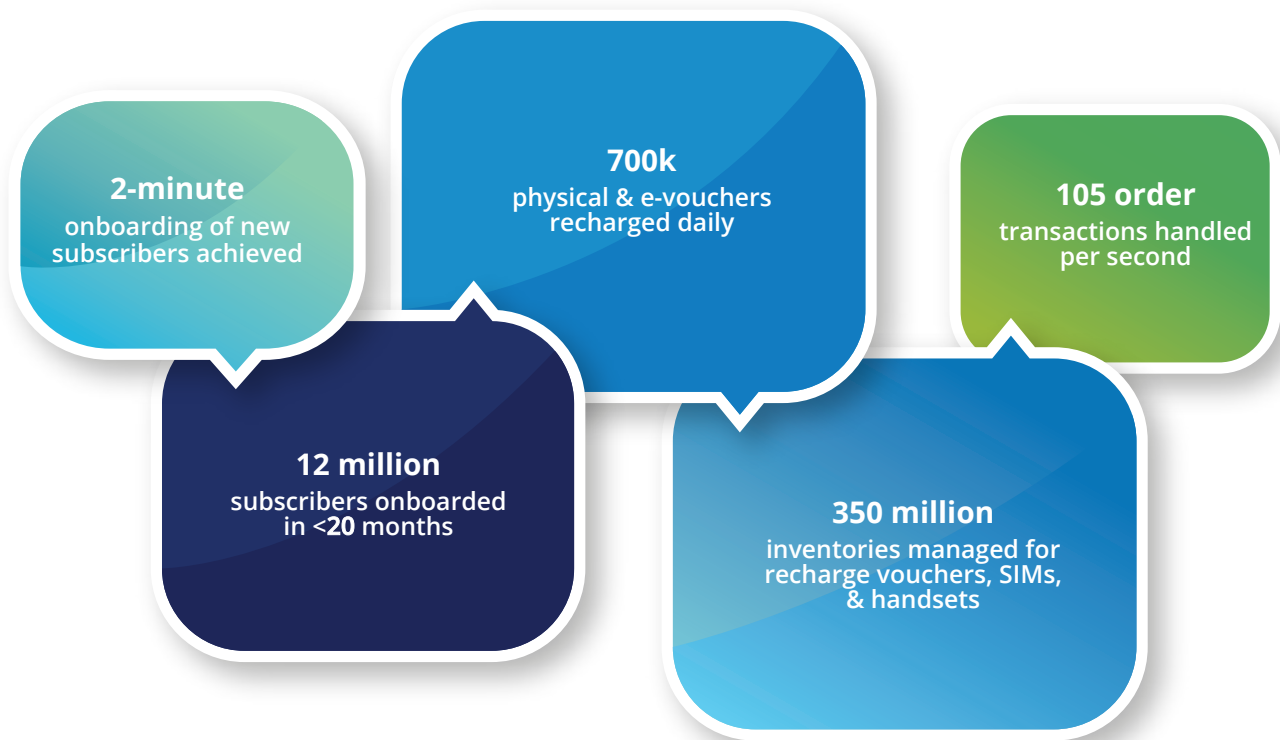 2-minute
onboarding of new
subscribers achieved
700k
physical & e-vouchers
recharged daily
105 order
transactions handled
per second
12 million
subscribers onboarded
in <20 months
350 million
inventories managed for
recharge vouchers, SIMs,
& handsets